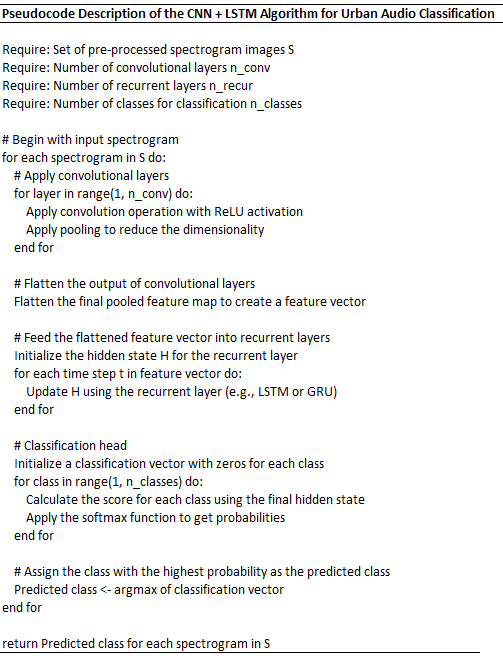 Pseudocode Description of the CNN + LSTM Algorithm for Urban Audio Classification
Require: Set of pre-processed spectrogram images S
Require: Number of convolutional layers n_conv
Require: Number of recurrent layers n_recur
Require: Number of classes for classification n_classes
# Begin with input spectrogram
for each spectrogram in S do:
# Apply convolutional layers
for layer in range(1, n_conv) do:
Apply convolution operation with ReLU activation
Apply pooling to reduce the dimensionality
end for
# Flatten the output of convolutional layers
Flatten the final pooled feature map to create a feature vector
# Feed the flattened feature vector into recurrent layers
Initialize the hidden state H for the recurrent layer
for each time step t in feature vector do:
Update H using the recurrent layer (e.g., LSTM or GRU)
end for
# Classification head
Initialize a classification vector with zeros for each class
for class in range(1, n_classes) do:
Calculate the score for each class using the final hidden state
Apply the softmax function to get probabilities
end for
# Assign the class with the highest probability as the predicted class
Predicted class <- argmax of classification vector
end for
return Predicted class for each spectrogram in S